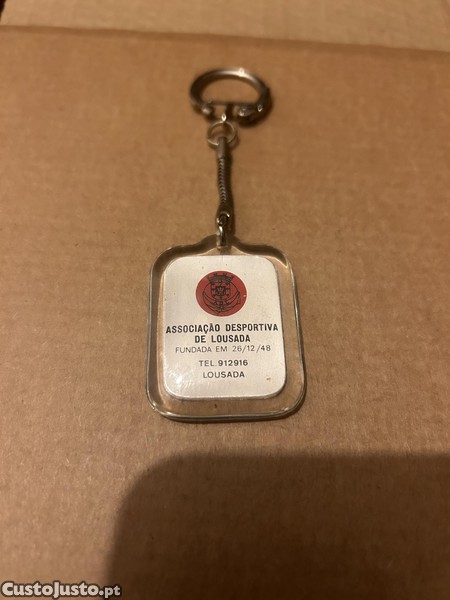 ASSOCIAÇÃO DESPORTIVA
DE LOUSADA
FUNDADA EM 26/12/48
TEL. 912916
LOUSADA
CustoJusto.pt